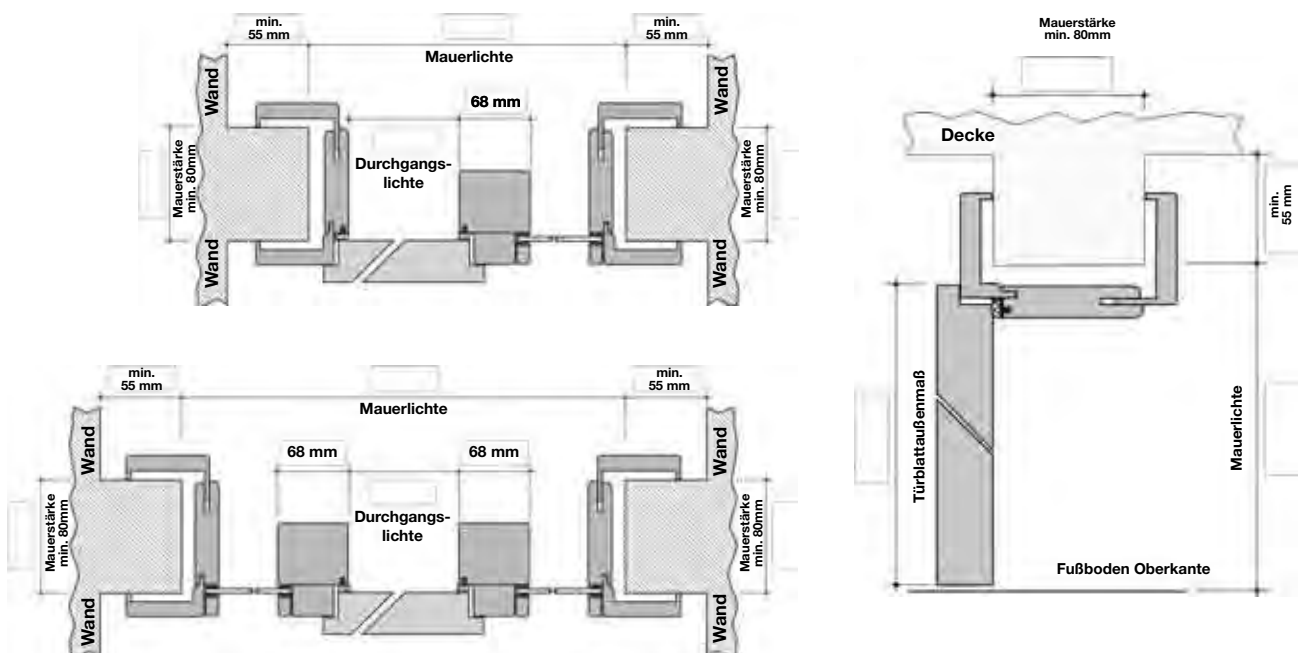 min.
55 mm
min.
55 mm
Mauerlichte
68 mm
Wand
Wand
Mauerstärke
min. 80mm
Durchgangs-
lichte
Mauerstärke
min. 80mm
Wand
Wand
min.
55 mm
min.
55 mm
Mauerlichte
68 mm
68 mm
Wand
Wand
Mauerstärke
min. 80mm
Durchgangs-
lichte
Mauerstärke
min. 80mm
Wand
Wand
Mauerstärke
min. 80mm
Decke
min.
55 mm
Türblattaußenmaß
Mauerlichte
Fußboden Oberkante